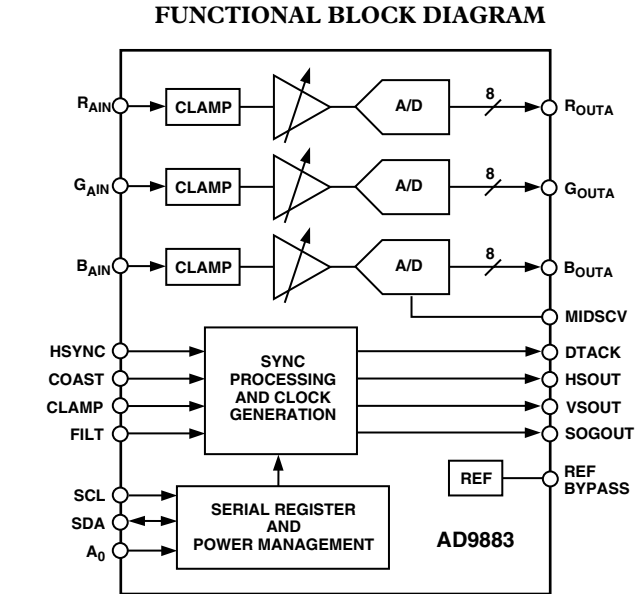 FUNCTIONAL BLOCK DIAGRAM
RAIN
CLAMP
A/D
8
ROUTA
GAIN
CLAMP
A/D
8
GOUTA
BAIN
CLAMP
A/D
8
BOUTA
MIDSCV
HSYNC
COAST
CLAMP
FILT
SYNC
PROCESSING
AND CLOCK
GENERATION
DTACK
HSOUT
VSOUT
SOGOUT
REF
REF
BYPASS
SCL
SDA
A0
SERIAL REGISTER
AND
POWER MANAGEMENT
AD9883